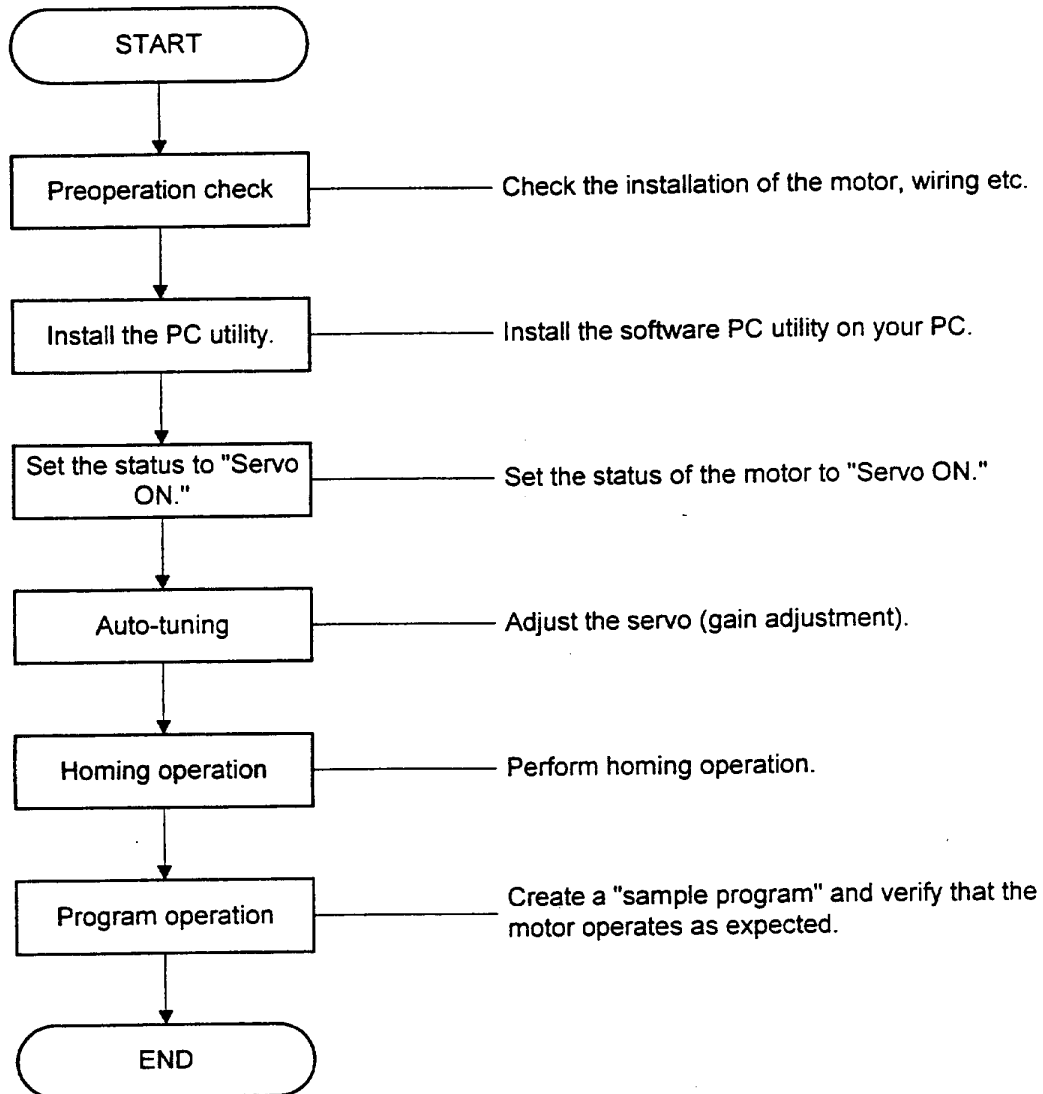 START
Preoperation check
Check the installation of the motor, wiring etc.
Install the PC utility.
Install the software PC utility on your PC.
Set the status to "Servo
ON."
Set the status of the motor to "Servo ON."
Auto-tuning
Adjust the servo (gain adjustment).
Homing operation
Perform homing operation.
Program operation
Create a "sample program" and verify that the
motor operates as expected.
END